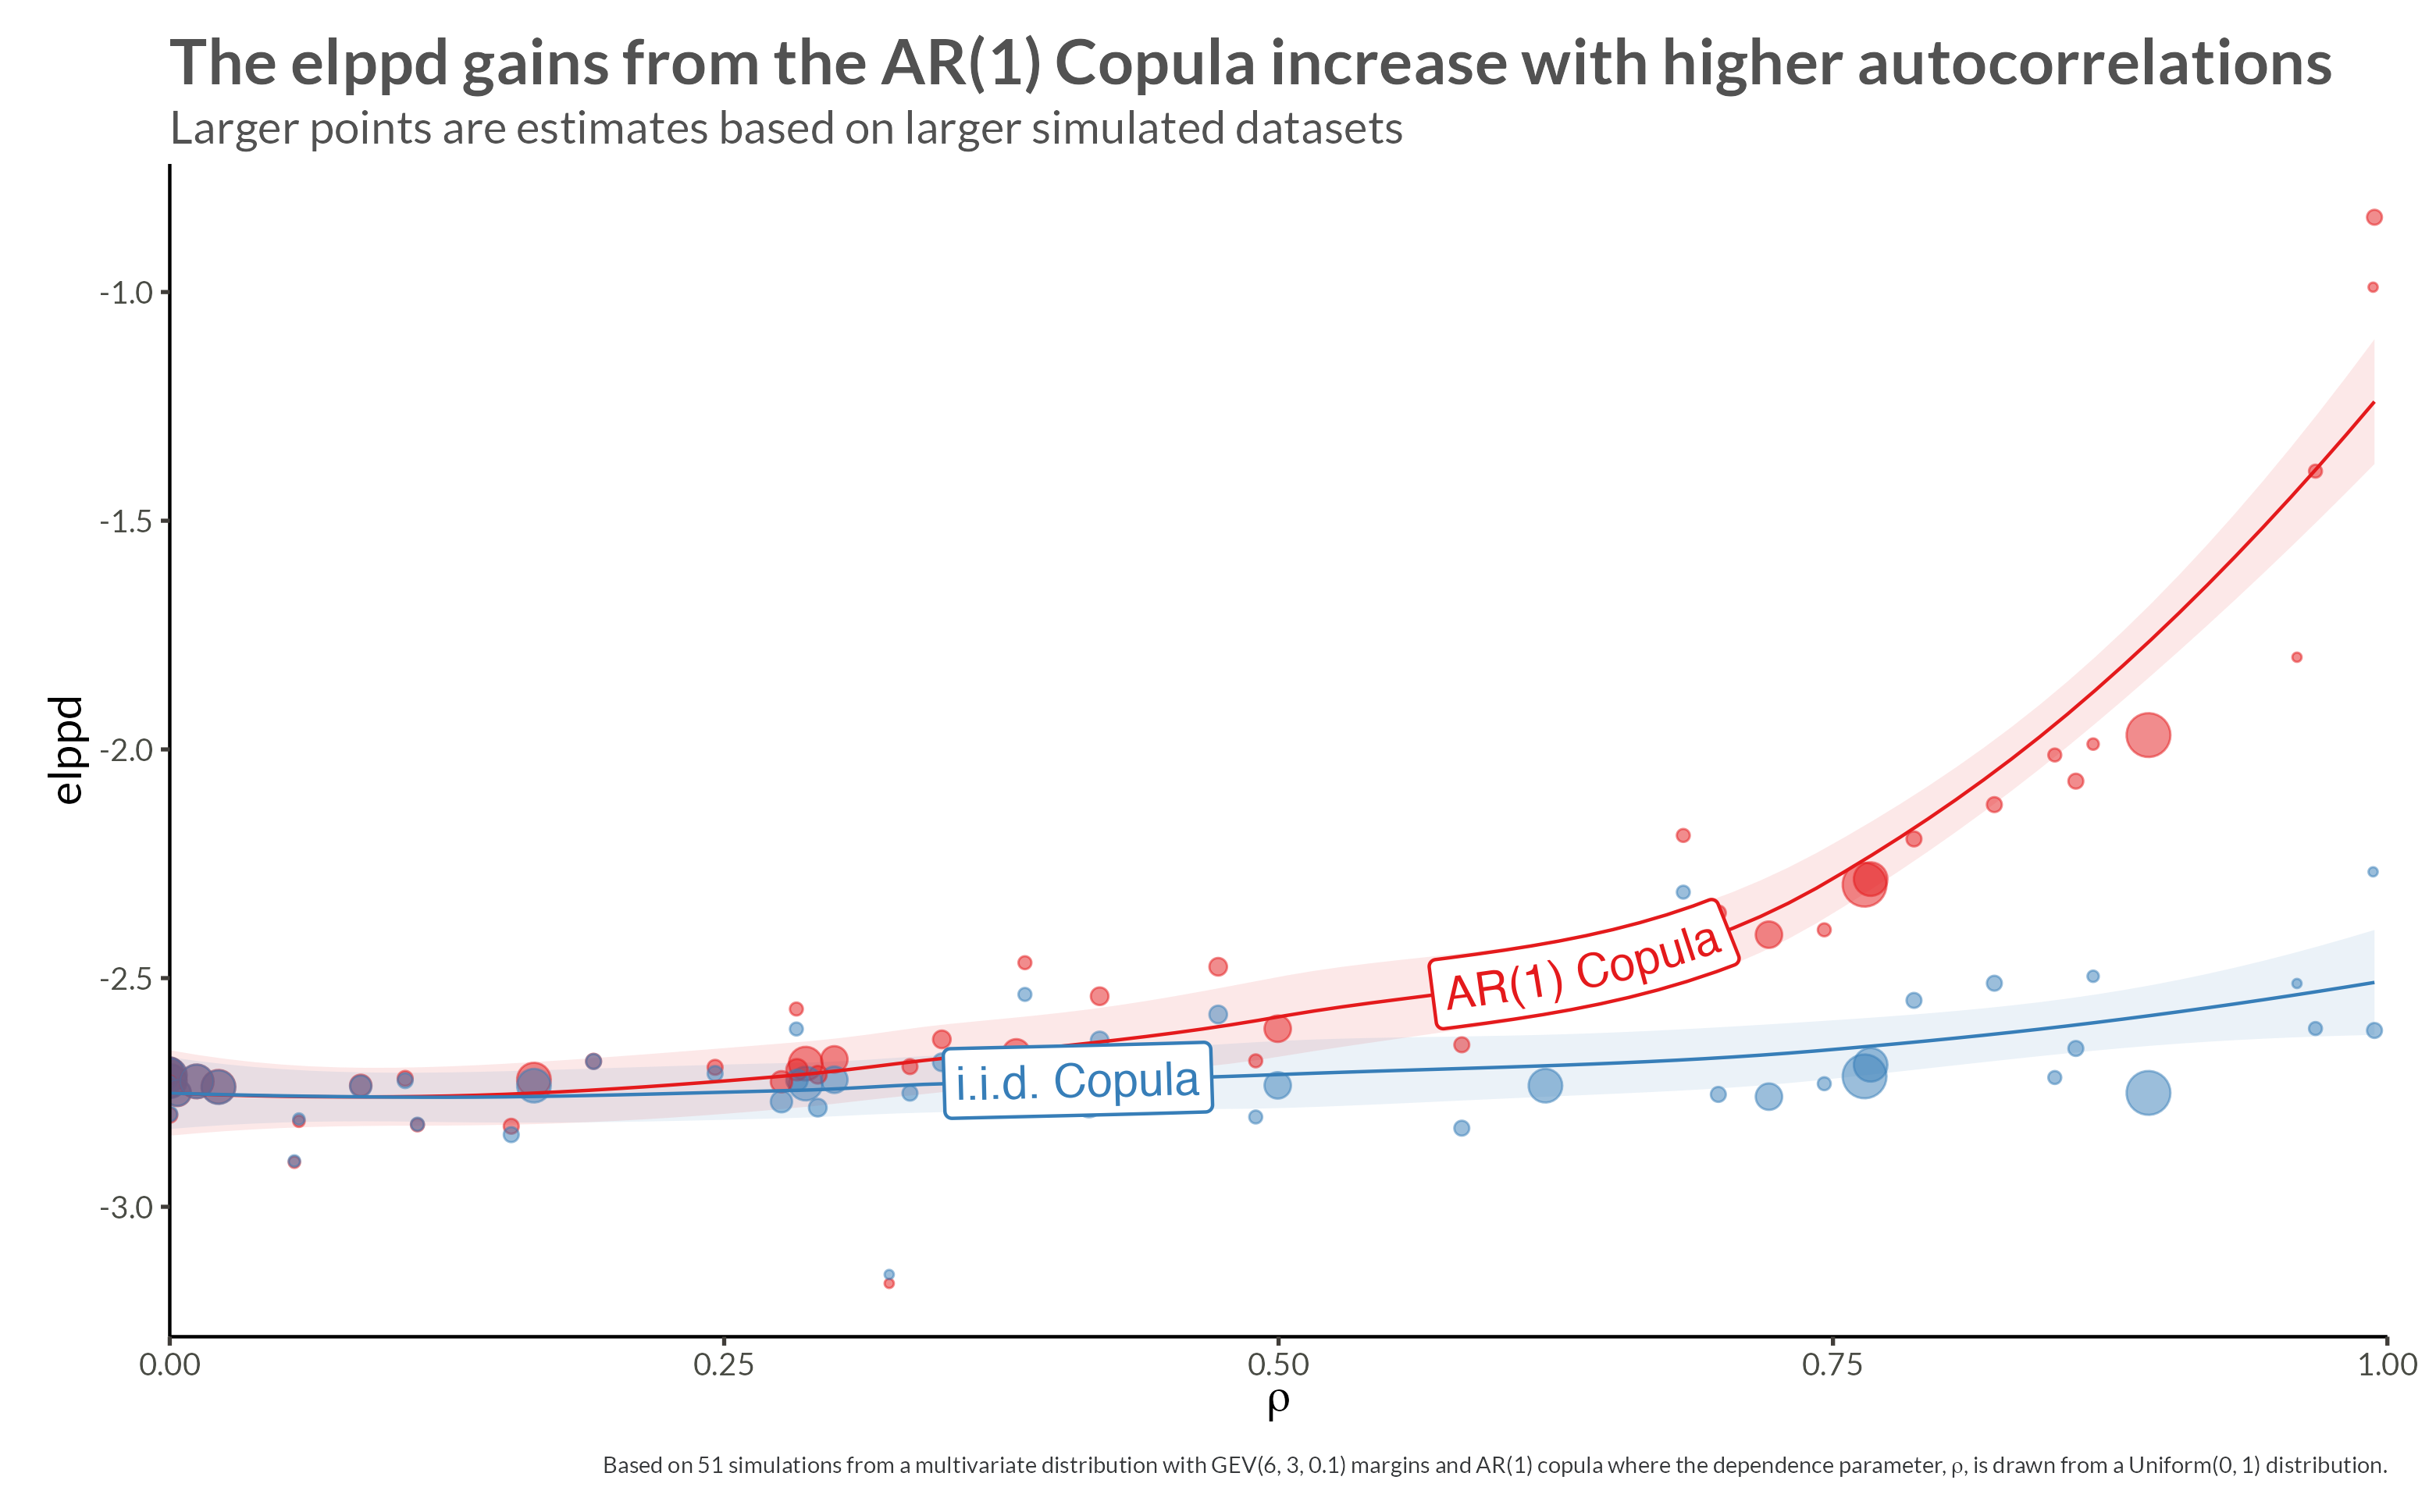 The elppd gains from the AR(1) Copula increase with higher autocorrelations
Larger points are estimates based on larger simulated datasets
elppd
-1.0
-1.5
-2.0
-2.5
-3.0
AR(1) Copula
i.i.d. Copula
0.00
0.25
0.50
0.75
1.00
ρ
Based on 51 simulations from a multivariate distribution with GEV(6, 3, 0.1) margins and AR(1) copula where the dependence parameter, ρ, is drawn from a Uniform(0, 1) distribution.